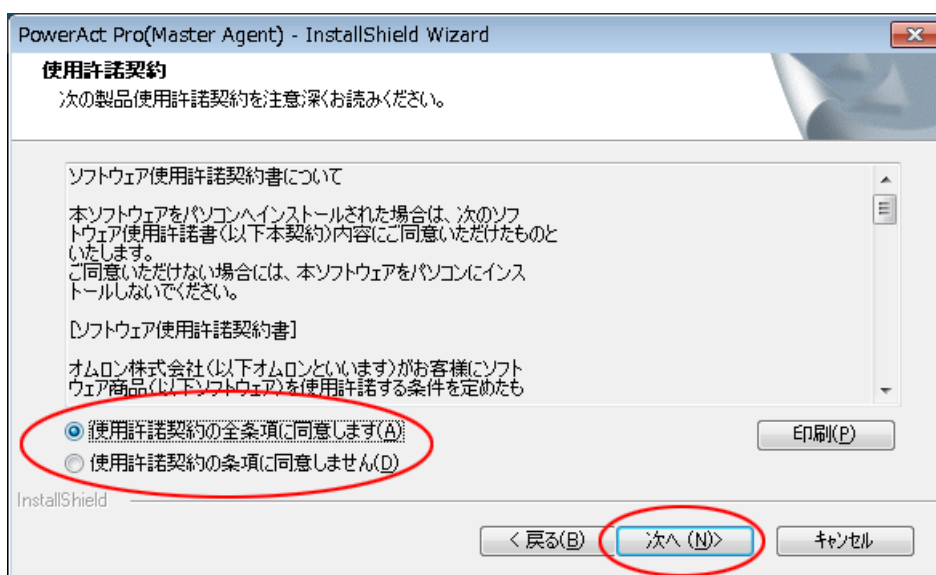 PowerAct Pro(Master Agent) - InstallShield Wizard
使用許諾契約
次の製品使用許諾契約を注意深くお読みください。
ソフトウェア使用許諾契約書について
本ソフトウェアをパソコンへインストールされた場合は、次のソフ
トウェア使用許諾書(以下本契約)内容にご同意いただけたものと
いたします。
ご同意いただけない場合には、本ソフトウェアをパソコンにインス
トールしないでください。
[ソフトウェア使用許諾契約書]
オムロン株式会社(以下オムロンといいます)がお客様にソフト
ウェア商品(以下ソフトウェア)を使用許諾する条件を定めたも
使用許諾契約の全条項に同意します(A)
使用許諾契約の条項に同意しません(D)
印刷(P)
InstallShield
< 戻る(B)
次へ (N)>
キャンセル